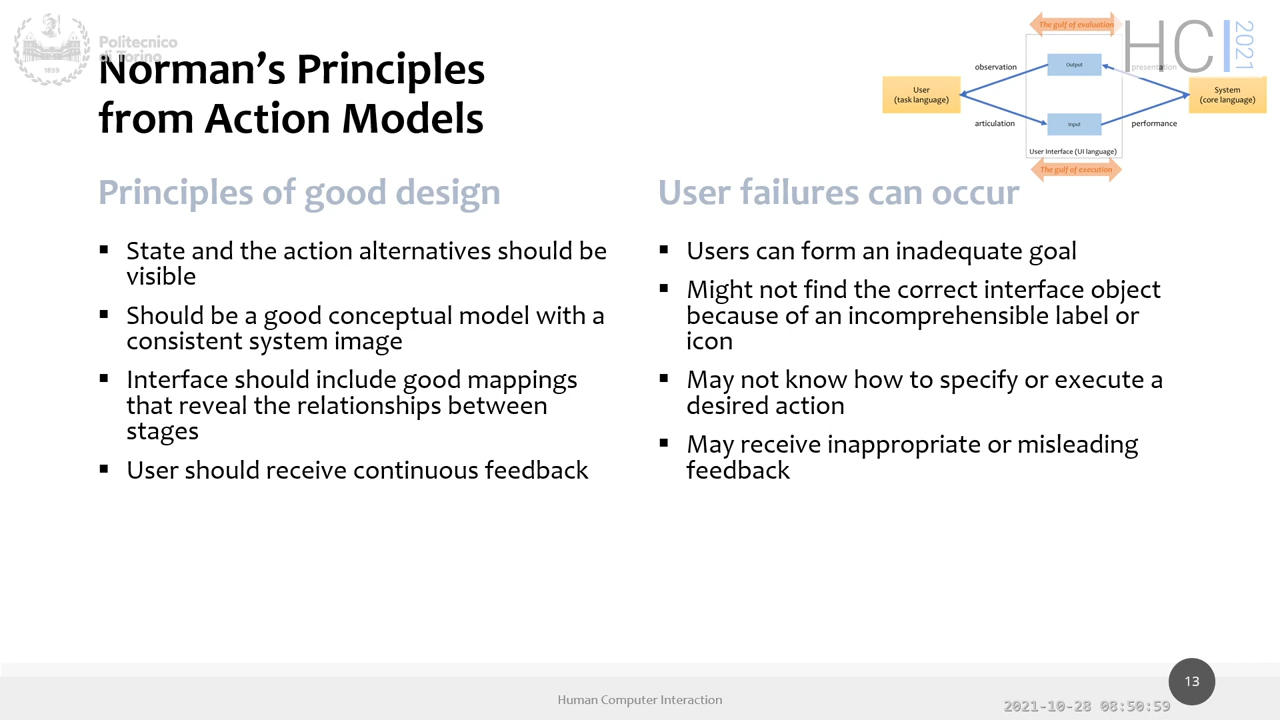 Politecnico
di Torino
1859
Norman's Principles
from Action Models
The gulf of evaluation
HCI
2021
observation
Output
presentation
User
(task language)
System
(core language)
articulation
Input
performance
User Interface (UI language)
The gulf of execution
Principles of good design
▪ State and the action alternatives should be
visible
▪ Should be a good conceptual model with a
consistent system image
▪ Interface should include good mappings
that reveal the relationships between
stages
▪ User should receive continuous feedback
User failures can occur
▪ Users can form an inadequate goal
▪ Might not find the correct interface object
because of an incomprehensible label or
icon
▪ May not know how to specify or execute a
desired action
▪ May receive inappropriate or misleading
feedback
Human Computer Interaction
13
2021-10-28 08:50:59